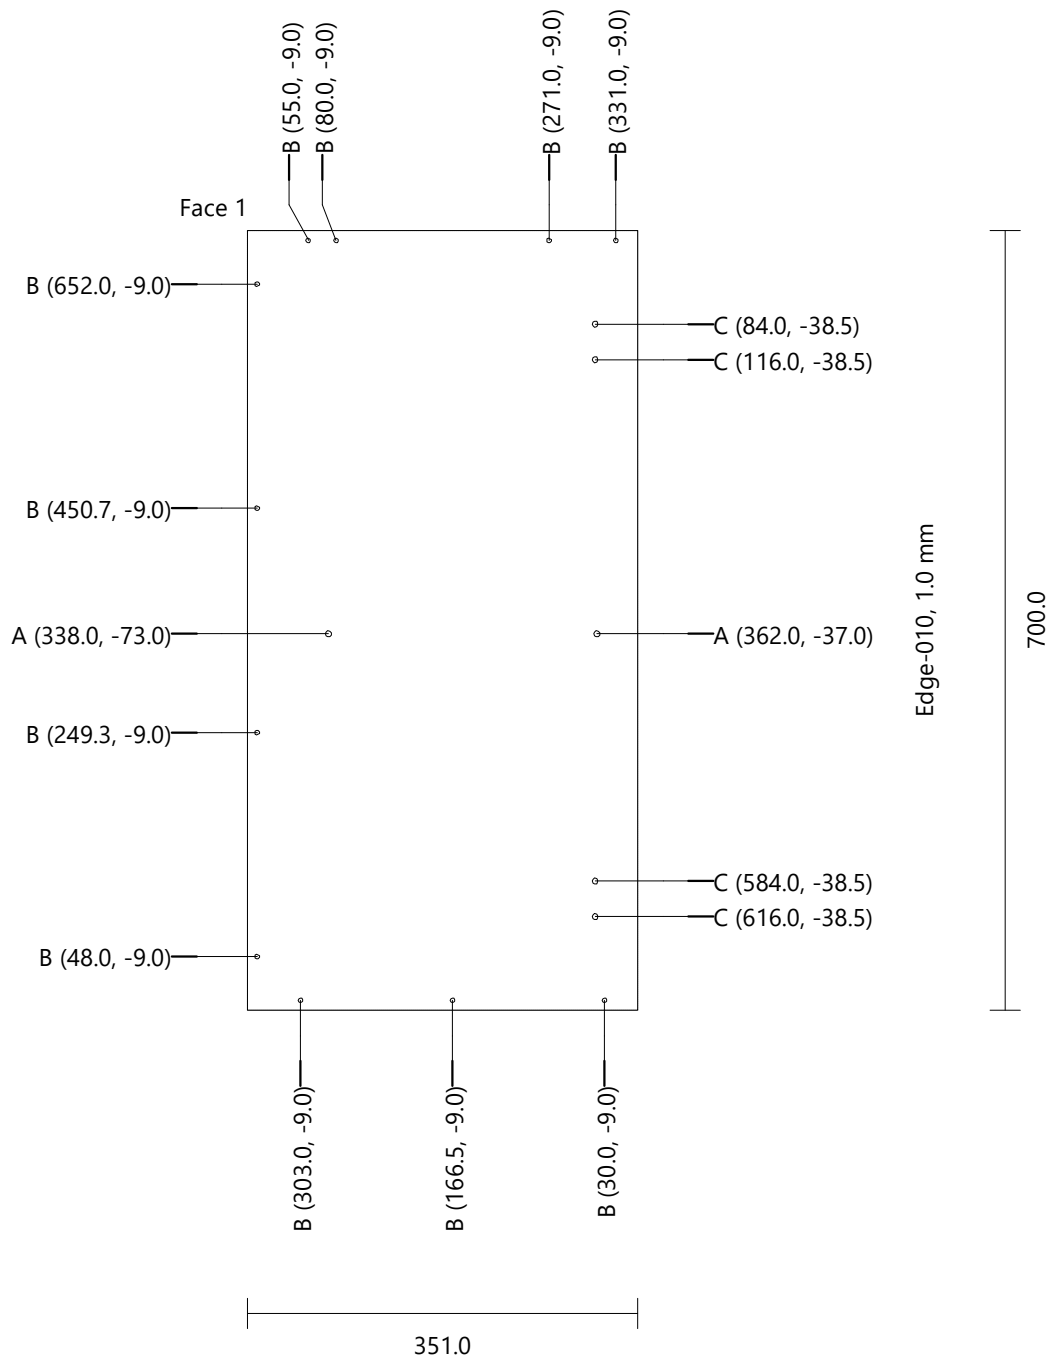 B (55.0, -9.0)
B (80.0, -9.0)
B (271.0, -9.0)
B (331.0, -9.0)
Face 1
B (652.0, -9.0)
C (84.0, -38.5)
C (116.0, -38.5)
B (450.7, -9.0)
A (338.0, -73.0)
A (362.0, -37.0)
Edge-010, 1.0 mm
700.0
B (249.3, -9.0)
C (584.0, -38.5)
C (616.0, -38.5)
B (48.0, -9.0)
B (303.0, -9.0)
B (166.5, -9.0)
B (30.0, -9.0)
351.0